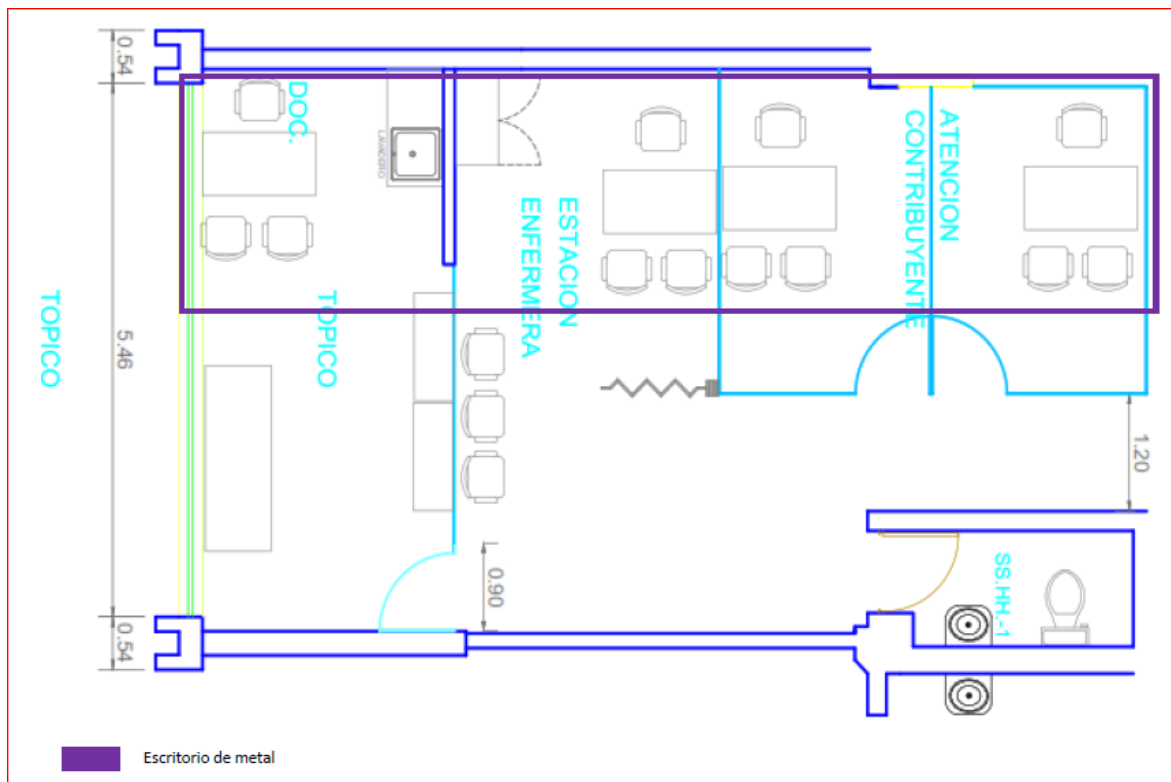 0.54
5.46
0.54
TOPICO
DOC.
TOPICO
LAVADERO
ESTACION
ENFERMERA
ATENCION
CONTRIBUYENTE
1.20
0.90
SS.HH.-1
Escritorio de metal